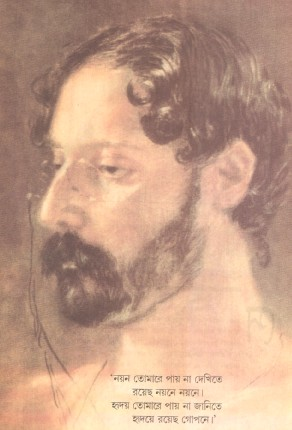 ‘নয়ন তোমারে পায় না দেখিতে
রয়েছ নয়নে নয়নে।
হৃদয় তোমারে পায় না জানিতে
হৃদয়ে রয়েছ গোপনে।’